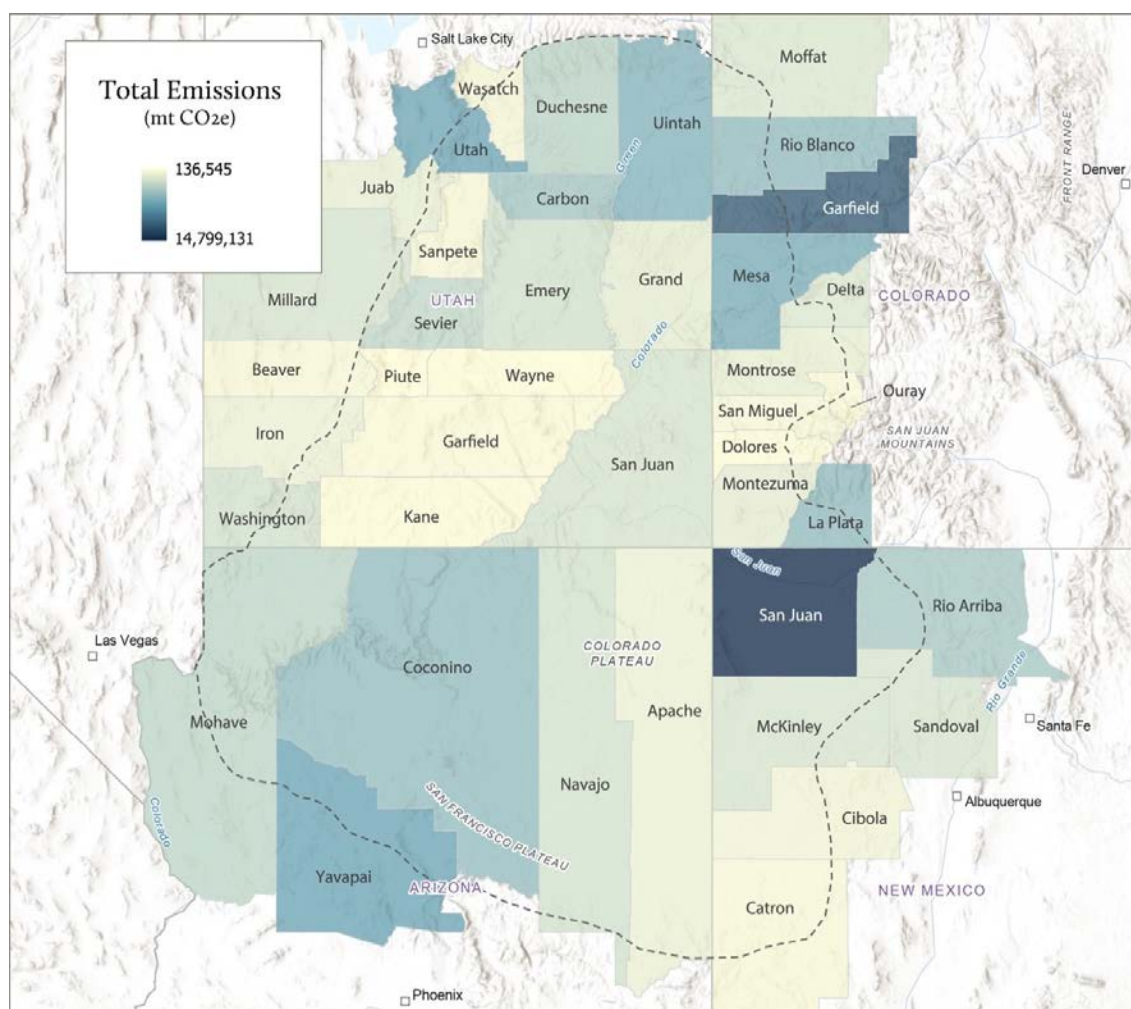 Salt Lake City
Moffat
Total Emissions
(mt CO2e)
136,545
14,799,131
Wasatch
Duchesne
Uintah
Green
Utah
Rio Blanco
FRONT RANGE
Denver
Juab
Carbon
Garfield
Sanpete
Mesa
Millard
UTAH
Emery
Grand
Delta
COLORADO
Sevier
Colorado
Beaver
Piute
Wayne
Montrose
Ouray
San Miguel
Iron
Garfield
SAN JUAN
MOUNTAINS
Dolores
San Juan
Montezuma
Washington
Kane
La Plata
San Juan
San Juan
Rio Arriba
Las Vegas
COLORADO
PLATEAU
Coconino
Rio Grande
Apache
Mohave
McKinley
Sandoval
Santa Fe
Navajo
Colorado
SAN FRANCISCO PLATEAU
Albuquerque
Cibola
Yavapai
ARIZONA
NEW MEXICO
Catron
Phoenix